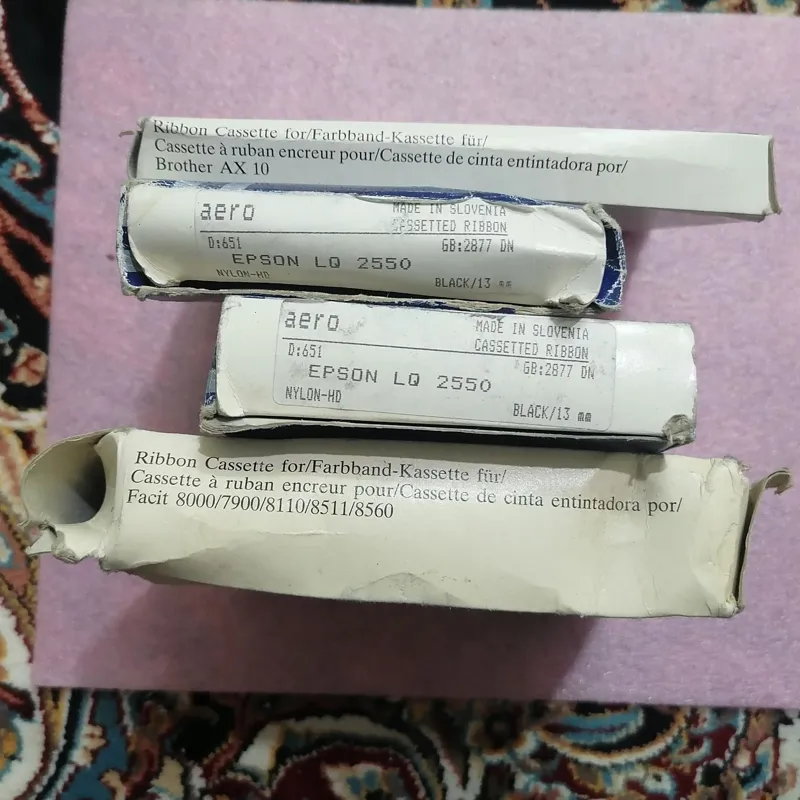 Ribbon Cassette for/Farbband-Kassette für/
Cassette à ruban encreur pour/Cassette de cinta entintadora por/
Brother AX 10
aero
MADE IN SLOVENIA
CASSETTED RIBBON
D:651
GB:2877 DN
EPSON LQ 2550
NYLON-HD
BLACK/13 mm
aero
MADE IN SLOVENIA
CASSETTED RIBBON
D:651
GB:2877 DN
EPSON LQ 2550
NYLON-HD
BLACK/13 mm
Ribbon Cassette for/Farbband-Kassette für/
Cassette à ruban encreur pour/Cassette de cinta entintadora por/
Facit 8000/7900/8110/8511/8560